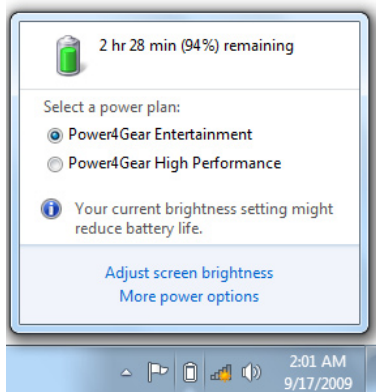 2 hr 28 min (94%) remaining
Select a power plan:
Power4Gear Entertainment
Power4Gear High Performance
Your current brightness setting might
reduce battery life.
Adjust screen brightness
More power options
2:01 AM
9/17/2009